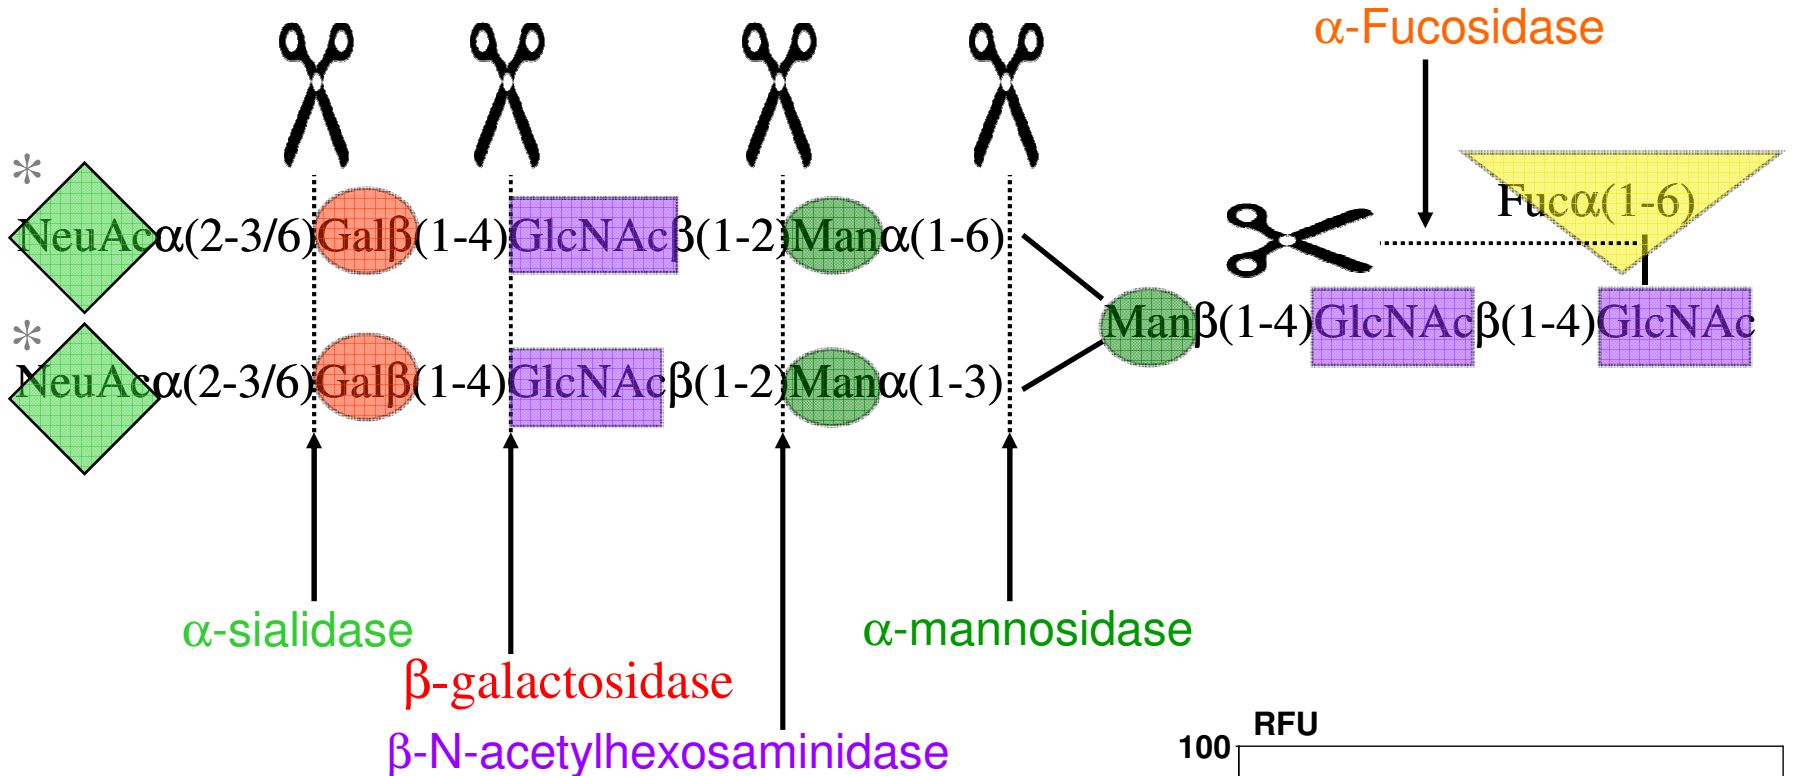 α-Fucosidase
Fucα(1-6)
* NeuAcα(2-3/6)Galβ(1-4)GlcNAcβ(1-2)Manα(1-6)
Manβ(1-4)GlcNAcβ(1-4)GlcNAc
* NeuAcα(2-3/6)Galβ(1-4)GlcNAcβ(1-2)Manα(1-3)
α-sialidase
α-mannosidase
β-galactosidase
β-N-acetylhexosaminidase
RFU
100